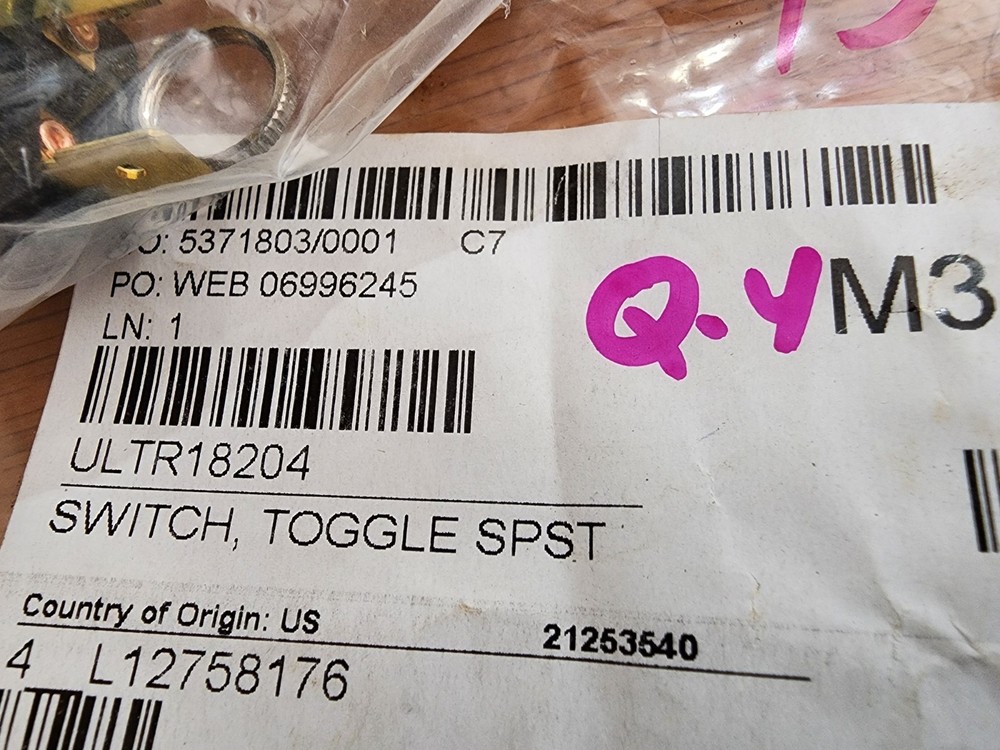 O: 5371803/0001 C7
PO: WEB 06996245
Q.4 M3
LN: 1
ULTR18204
SWITCH, TOGGLE SPST
Country of Origin: US
21253540
4 L12758176